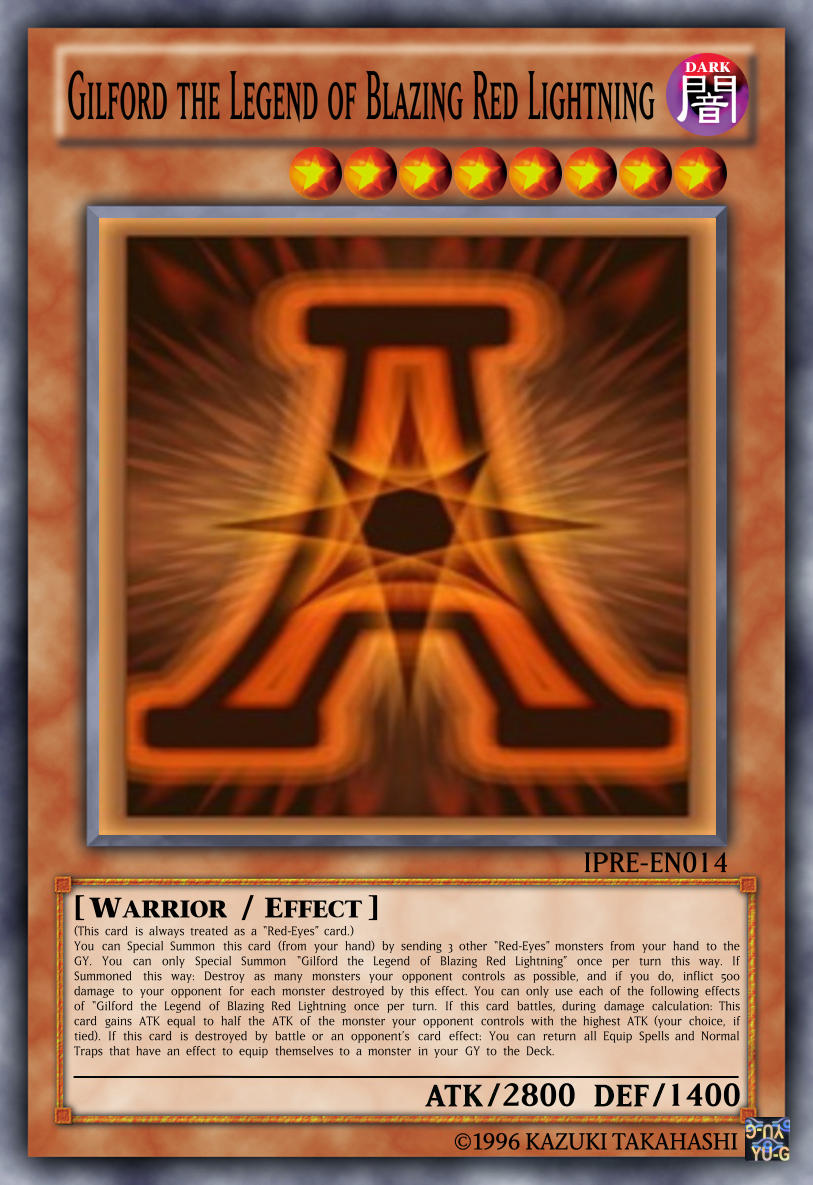 Gilford the Legend of Blazing Red Lightning
DARK
闇
A
IPRE-EN014
[ Warrior / Effect ]
(This card is always treated as a "Red-Eyes" card.)
You can Special Summon this card (from your hand) by sending 3 other "Red-Eyes" monsters from your hand to the
GY. You can only Special Summon "Gilford the Legend of Blazing Red Lightning" once per turn this way. If
Summoned this way: Destroy as many monsters your opponent controls as possible, and if you do, inflict 500
damage to your opponent for each monster destroyed by this effect. You can only use each of the following effects
of "Gilford the Legend of Blazing Red Lightning once per turn. If this card battles, during damage calculation: This
card gains ATK equal to half the ATK of the monster your opponent controls with the highest ATK (your choice, if
tied). If this card is destroyed by battle or an opponent's card effect: You can return all Equip Spells and Normal
Traps that have an effect to equip themselves to a monster in your GY to the Deck.
ATK/2800 DEF/1400
©1996 KAZUKI TAKAHASHI
YU-G
YU-G